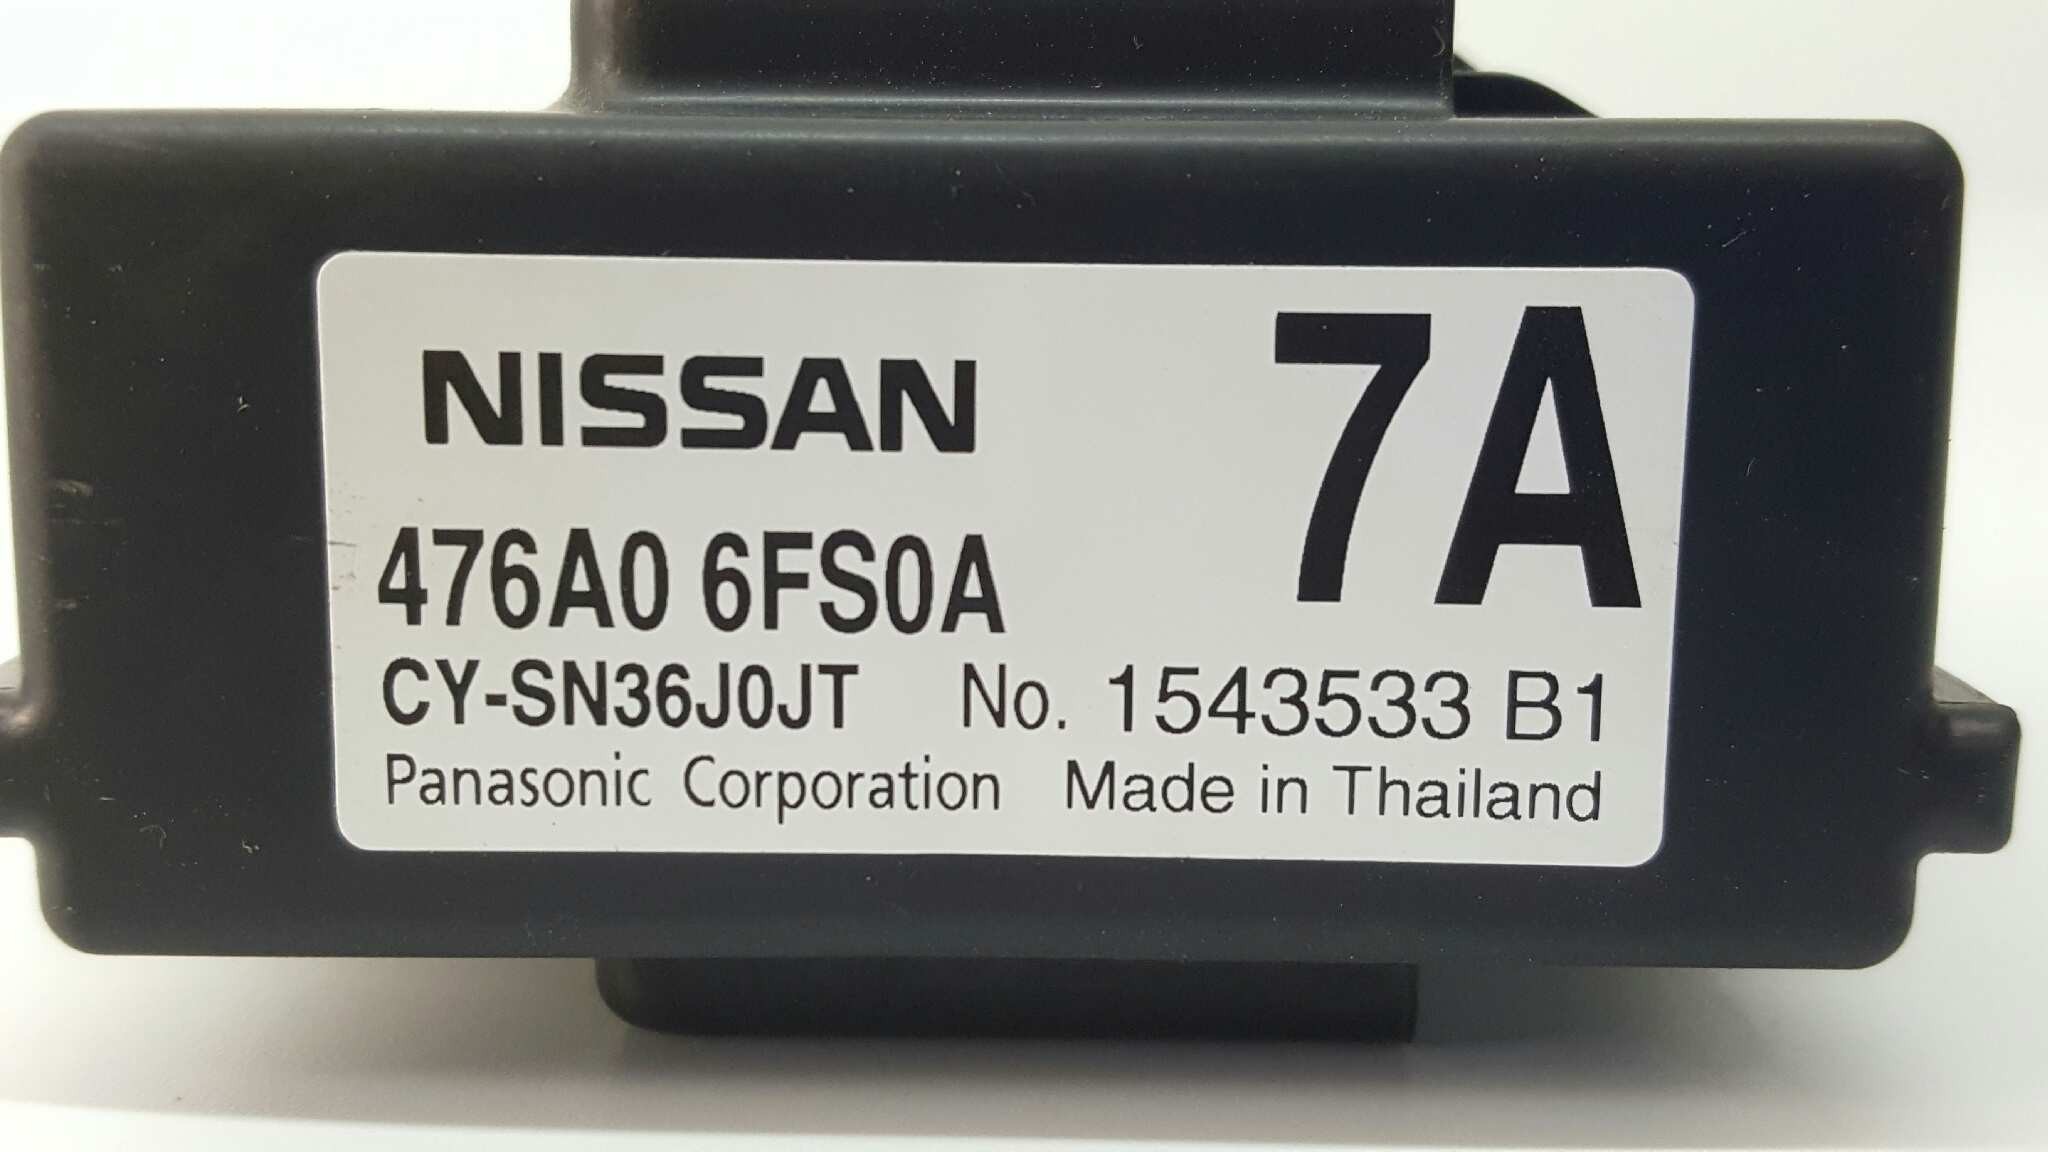 NISSAN 7A
476A0 6FS0A
CY-SN36J0JT No. 1543533 B1
Panasonic Corporation Made in Thailand